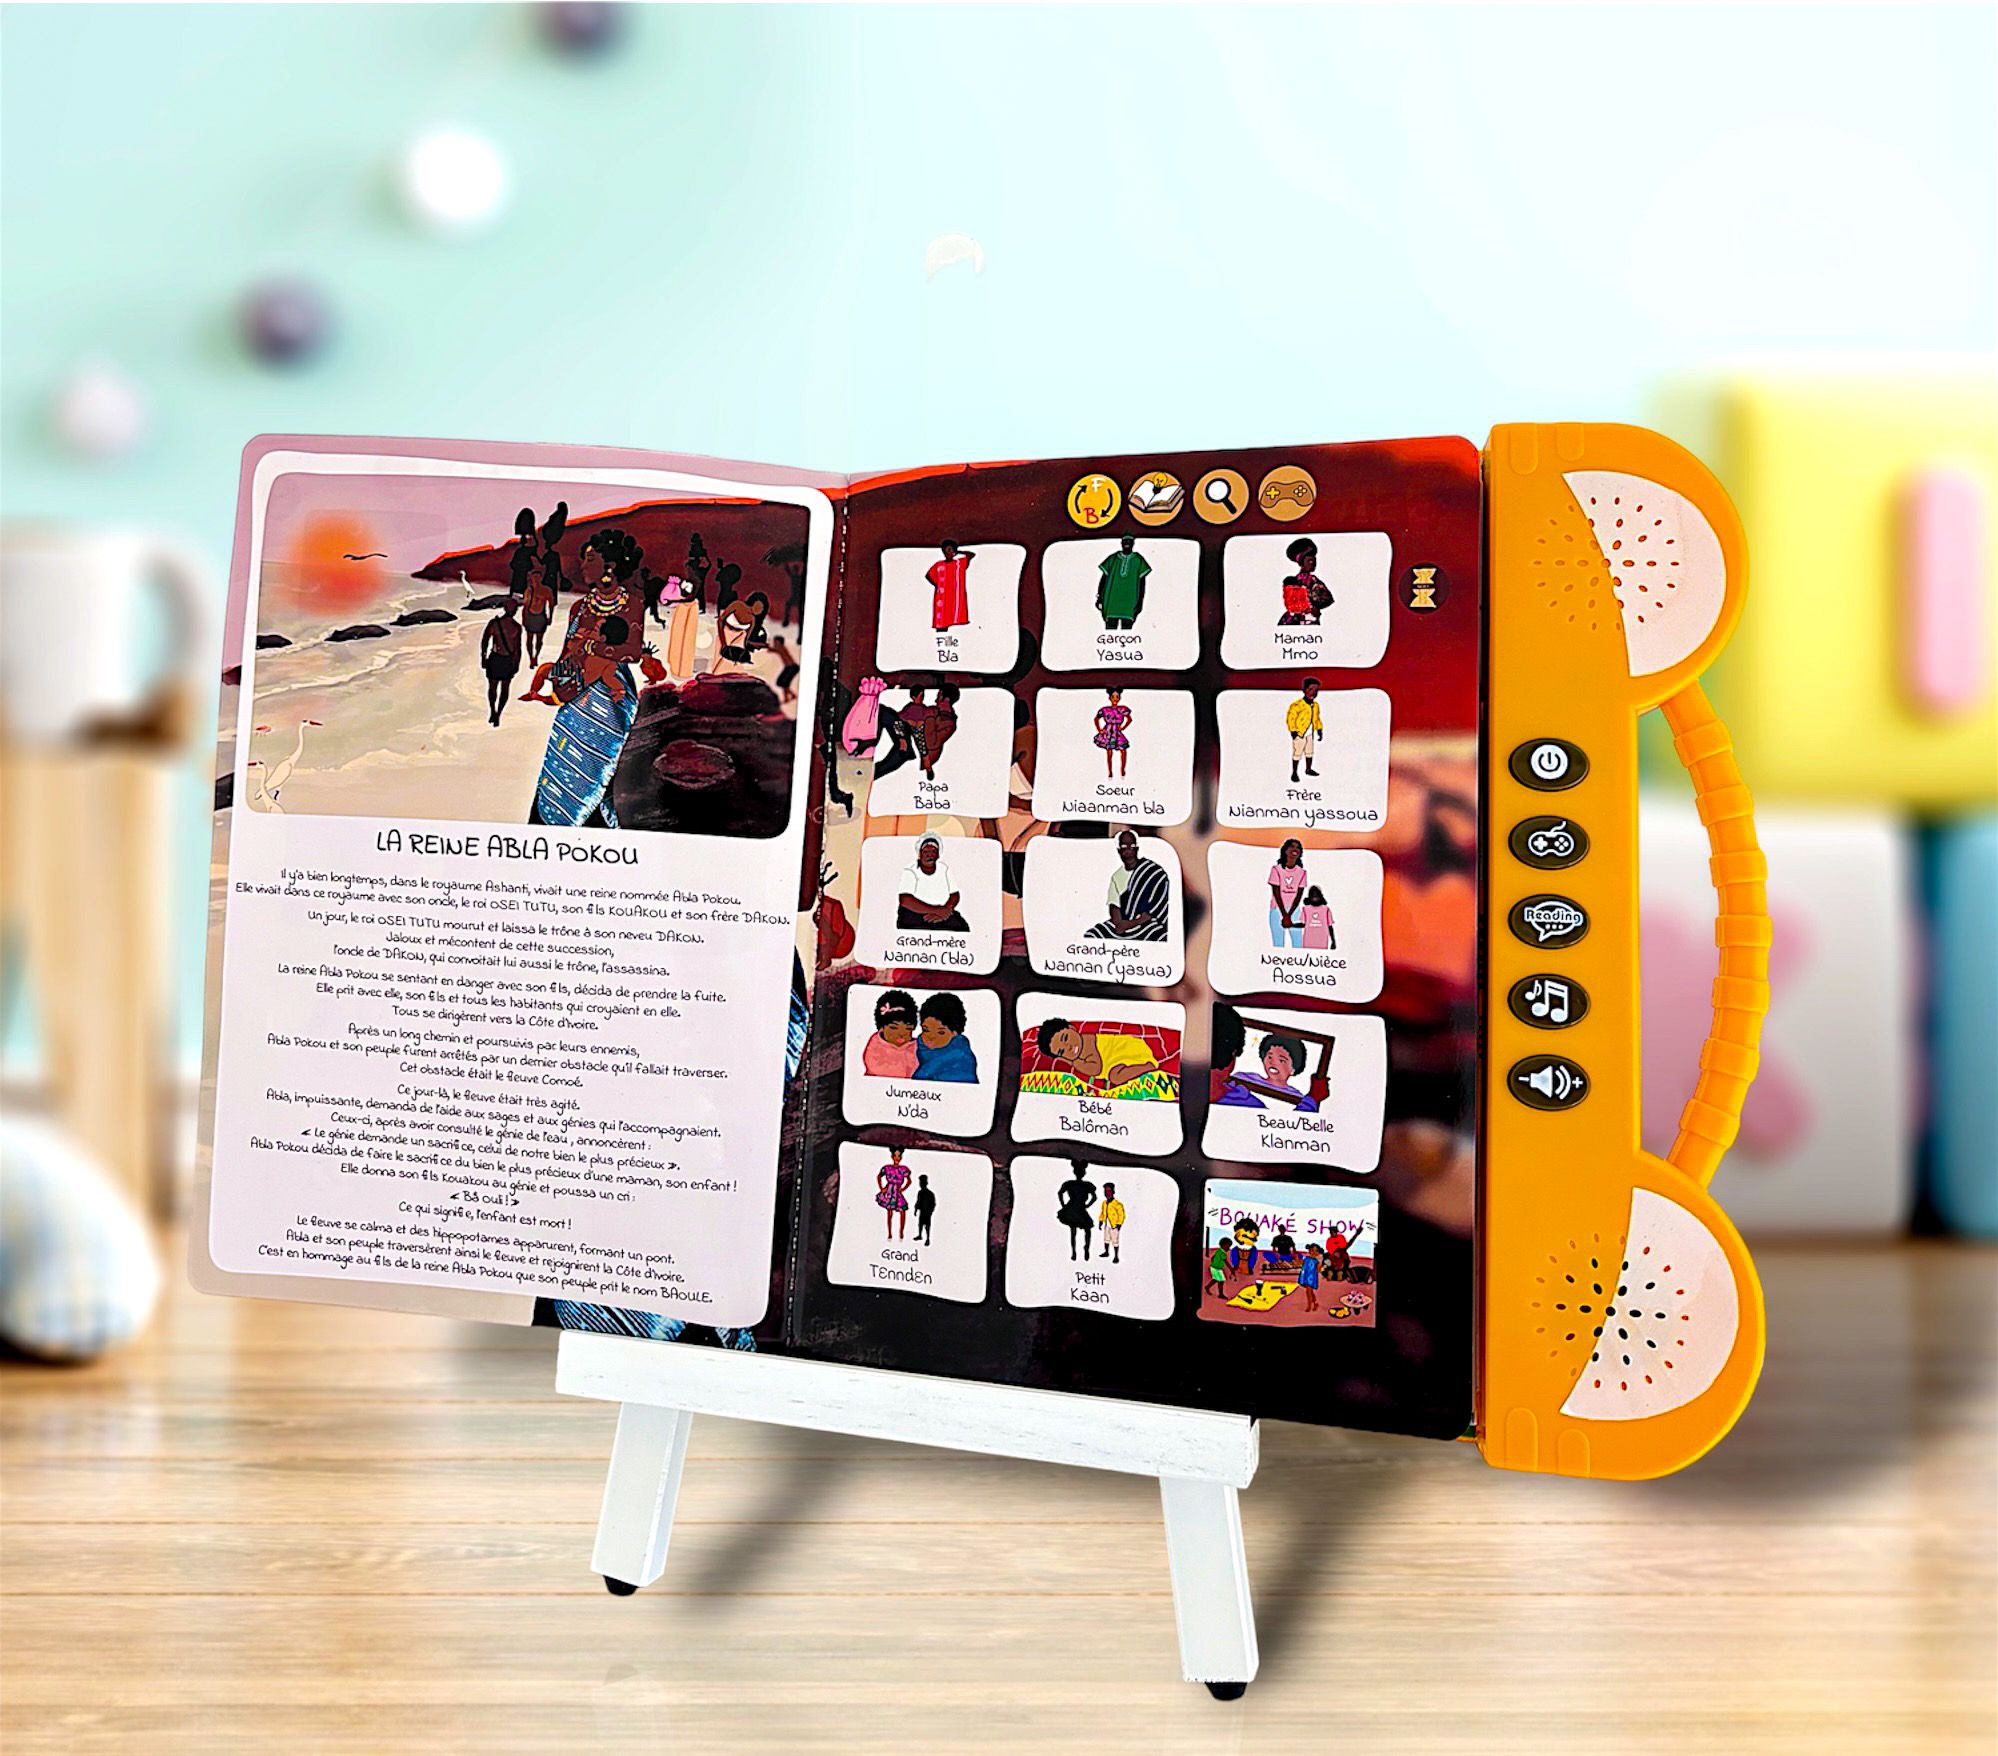 LA REINE ABLA POKOU
Il y'a bien longtemps, dans le royaume Ashanti, vivait une reine nommée Abla Pokou.
Elle vivait dans ce royaume avec son oncle, le roi OSEI TUTU, son fils KOUAKOU et son frère DAKON.
Un jour, le roi OSEI TUTU mourut et laissa le trône à son neveu DAKON.
Jaloux et mécontent de cette succession,
l'oncle de DAKON, qui convoitait lui aussi le trône, l'assassina.
La reine Abla Pokou se sentant en danger avec son fils, décida de prendre la fuite.
Elle prit avec elle, son fils et tous les habitants qui croyaient en elle.
Tous se dirigèrent vers la Côte d'Ivoire.
Après un long chemin et poursuivis par leurs ennemis,
Abla Pokou et son peuple furent arrêtés par un dernier obstacle qu'il fallait traverser.
Cet obstacle était le fleuve Comoé.
Ce jour-là, le fleuve était très agité.
Abla, impuissante, demanda de l'aide aux sages et aux génies qui l'accompagnaient.
Ceux-ci, après avoir consulté le génie de l'eau, annoncèrent :
« Le génie demande un sacrifice, celui de notre bien le plus précieux ».
Abla Pokou décida de faire le sacrifice du bien le plus précieux d'une maman, son enfant !
Elle donna son fils Kouakou au génie et poussa un cri :
« Bâ ouli ! »
Ce qui signifie, l'enfant est mort !
Le fleuve se calma et des hippopotames apparurent, formant un pont.
Abla et son peuple traversèrent ainsi le fleuve et rejoignirent la Côte d'Ivoire.
C'est en hommage au fils de la reine Abla Pokou que son peuple prit le nom BAOULE.
F
B
Fille
Bla
Garçon
Yasua
Maman
Mmo
Papa
Baba
Soeur
Niaanman bla
Frère
Nianman yassoua
Grand-mère
Nannan (bla)
Grand-père
Nannan (yasua)
Neveu/Nièce
Aossua
Jumeaux
N'da
Bébé
Balôman
Beau/Belle
Klanman
Grand
TƐnndƐn
Petit
Kaan
BOUAKÉ SHOW
Reading